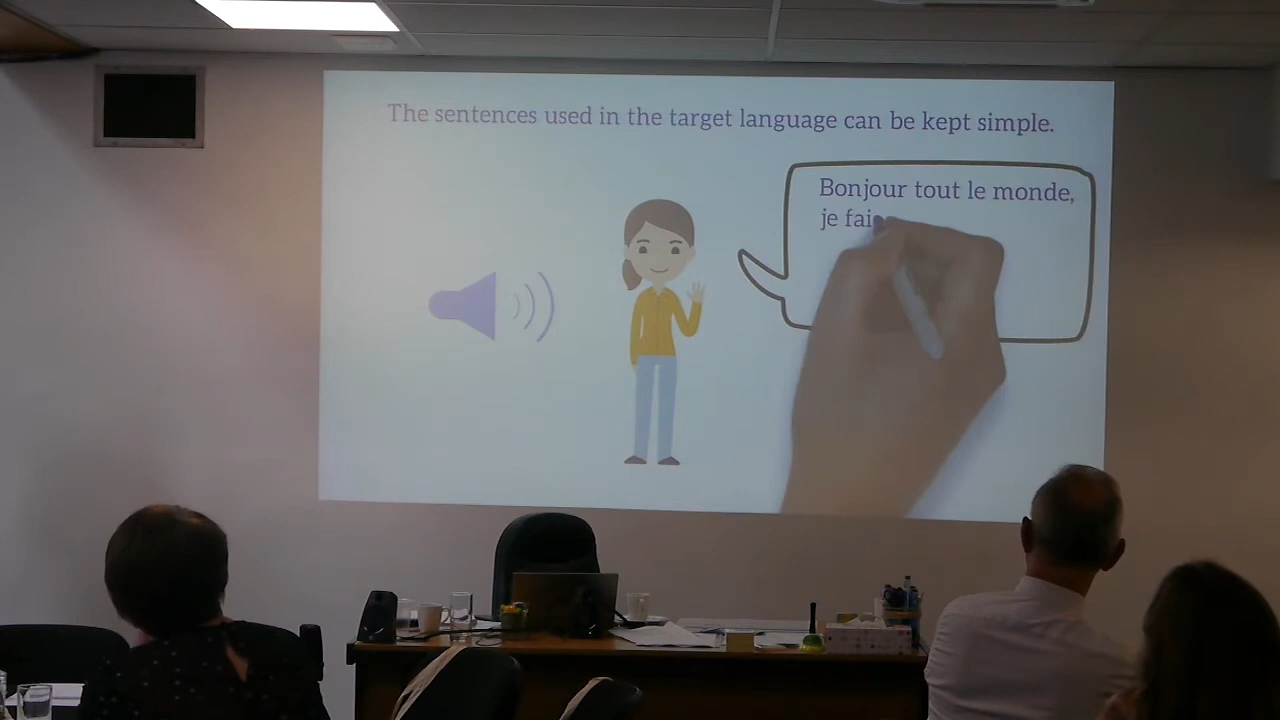 The sentences used in the target language can be kept simple.
Bonjour tout le monde,
je fai